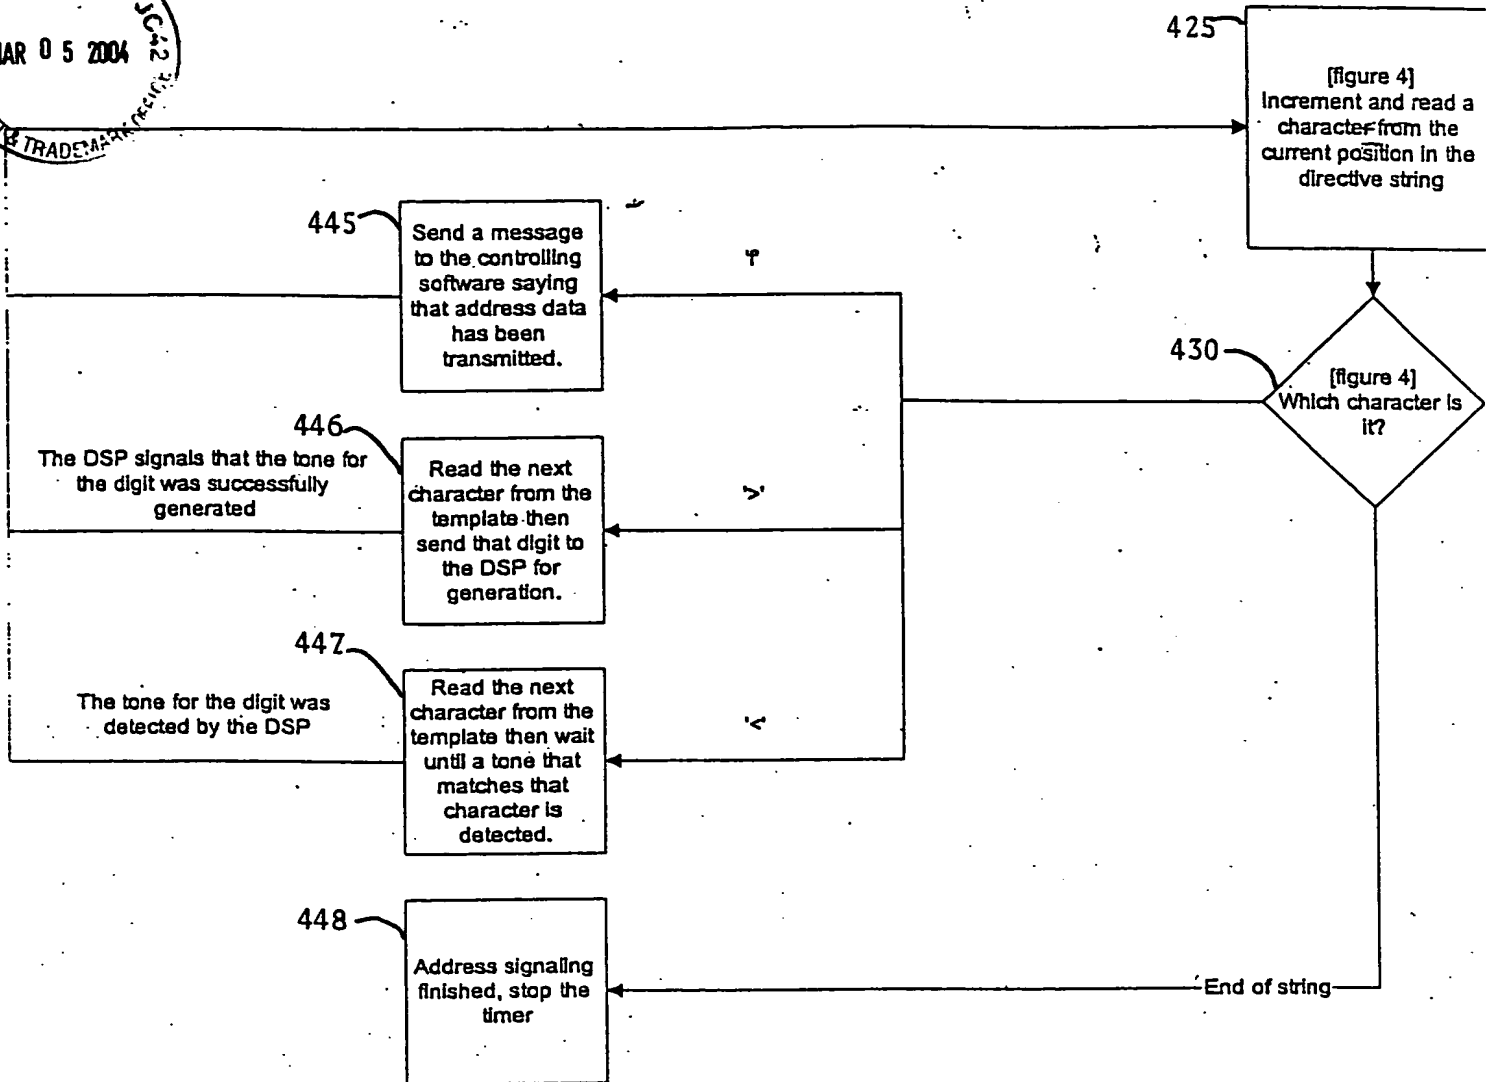 MAR 0 5 2004
& TRADEMARK OFFICE
425
[figure 4]
Increment and read a
character from the
current position in the
directive string
445
Send a message
to the controlling
software saying
that address data
has been
transmitted.
430
[figure 4]
Which character is
it?
446
The DSP signals that the tone for
the digit was successfully
generated
Read the next
character from the
template then
send that digit to
the DSP for
generation.
'>'
447
The tone for the digit was
detected by the DSP
Read the next
character from the
template then wait
until a tone that
matches that
character is
detected.
'<'
448
Address signaling
finished, stop the
timer
End of string